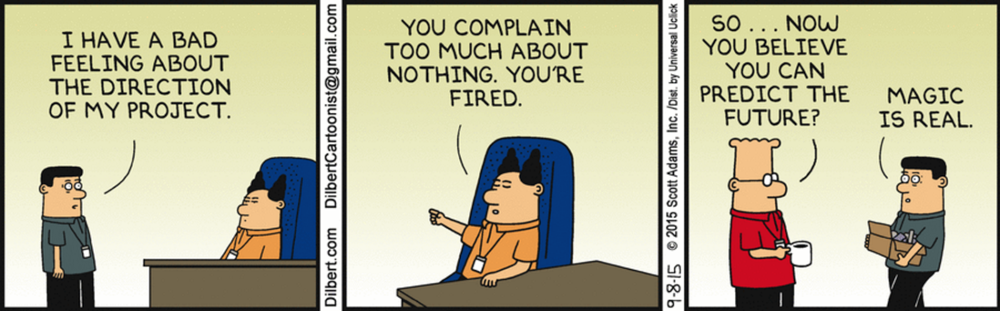 I HAVE A BAD
FEELING ABOUT
THE DIRECTION
OF MY PROJECT.
Dilbert.com DilbertCartoonist@gmail.com
YOU COMPLAIN
TOO MUCH ABOUT
NOTHING. YOU'RE
FIRED.
9-8-15 © 2015 Scott Adams, Inc. /Dist. by Universal Uclick
SO . . . NOW
YOU BELIEVE
YOU CAN
PREDICT THE
FUTURE?
MAGIC
IS REAL.